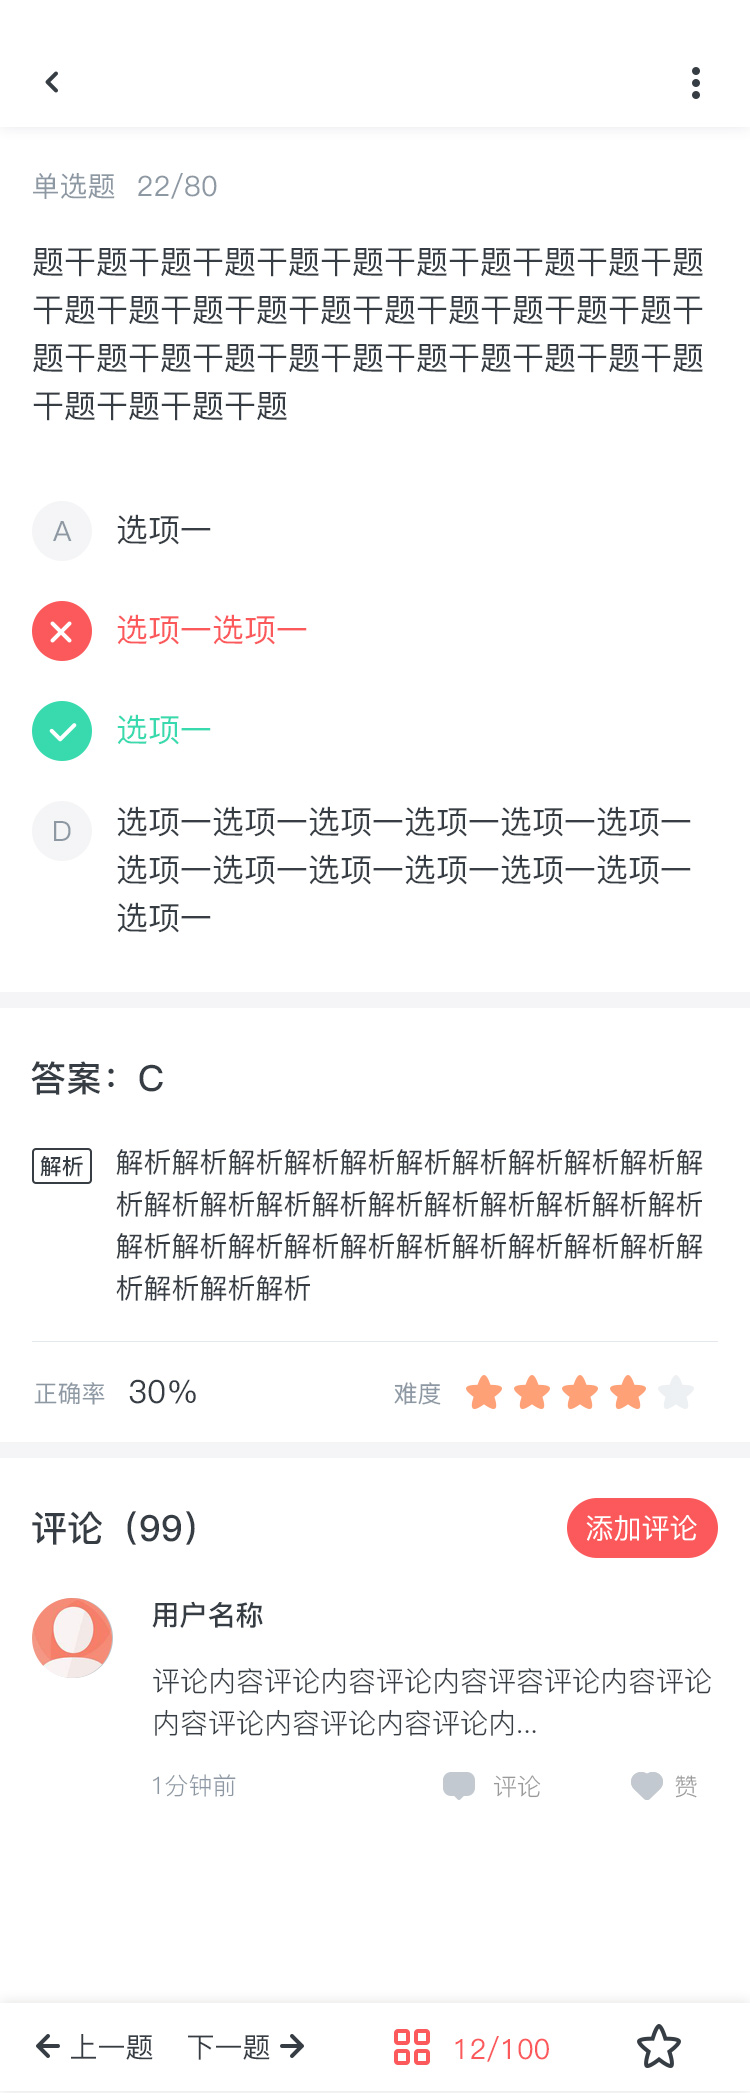 单选题 22/80
题干题干题干题干题干题干题干题干题干题干题
干题干题干题干题干题干题干题干题干题干题干
题干题干题干题干题干题干题干题干题干题干题
干题干题干题干题
A 选项一
选项一选项一
选项一
D 选项一选项一选项一选项一选项一选项一
选项一选项一选项一选项一选项一选项一
选项一
答案：C
解析 解析解析解析解析解析解析解析解析解析解析解
析解析解析解析解析解析解析解析解析解析解析
解析解析解析解析解析解析解析解析解析解析解
析解析解析解析
正确率 30% 难度
评论（99） 添加评论
用户名称
评论内容评论内容评论内容评容评论内容评论
内容评论内容评论内容评论内...
1分钟前 评论 赞
上一题 下一题 12/100